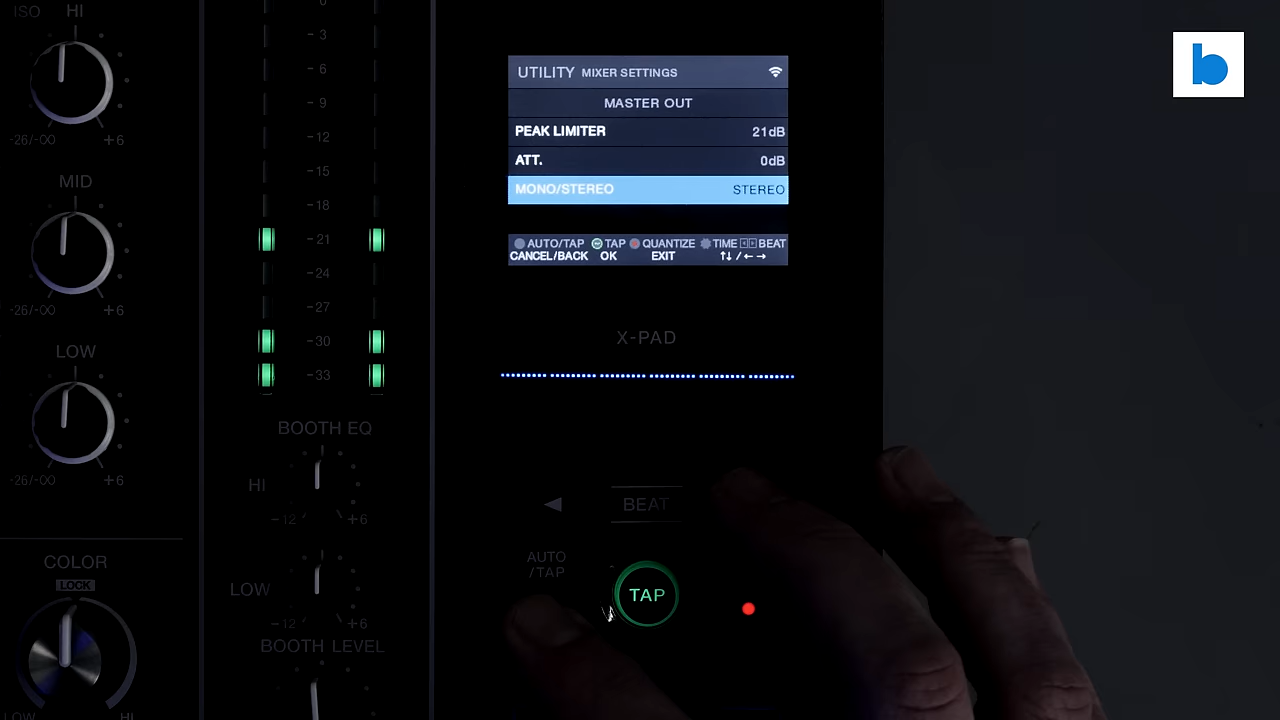 ISO HI
-26/-∞ +6
MID
-26/-∞ +6
LOW
-26/-∞ +6
COLOR
LOCK
LOW HI
0
-3
-6
-9
-12
-15
-18
-21
-24
-27
-30
-33
BOOTH EQ
HI
-12 +6
LOW
-12 +6
BOOTH LEVEL
UTILITY MIXER SETTINGS
MASTER OUT
PEAK LIMITER 21dB
ATT. 0dB
MONO/STEREO STEREO
AUTO/TAP TAP QUANTIZE TIME BEAT
CANCEL/BACK OK EXIT ↑↓ / ← →
X-PAD
◀ BEAT
AUTO
/TAP
TAP
b